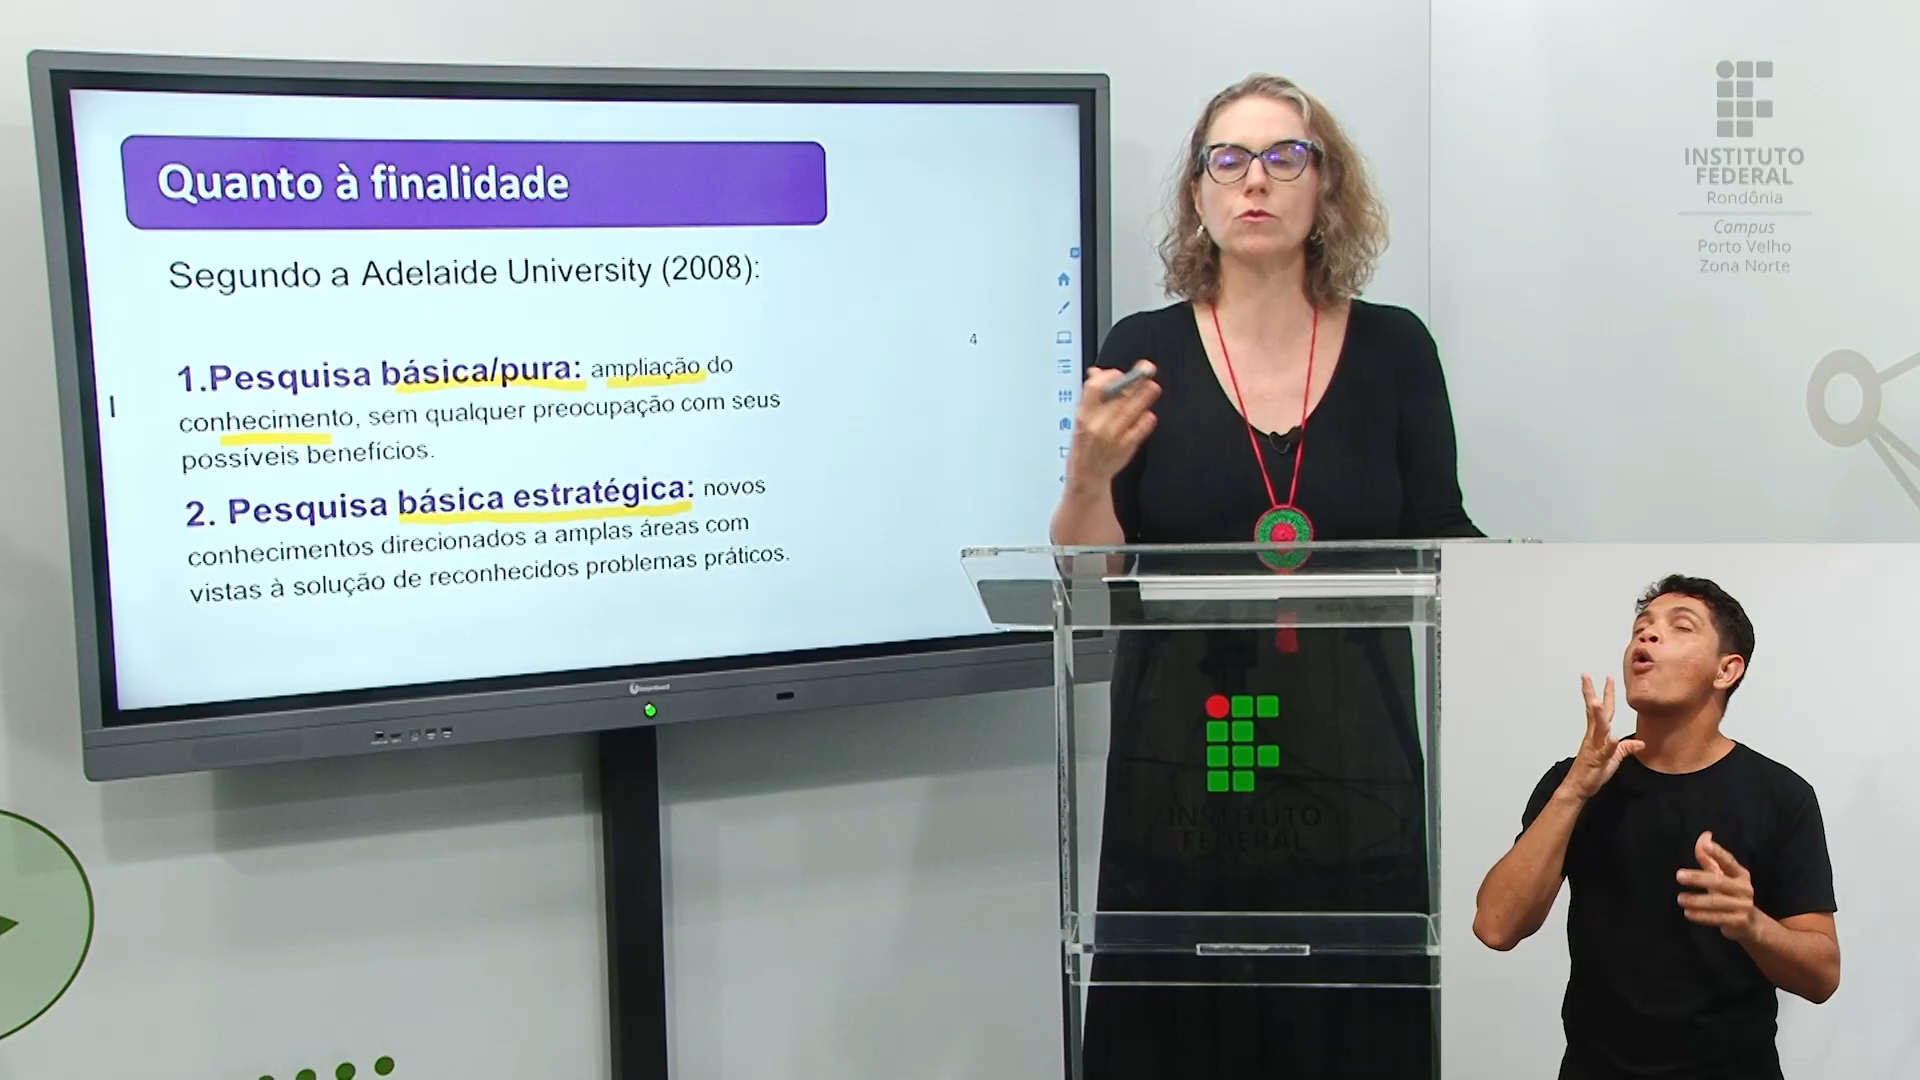 Quanto à finalidade
Segundo a Adelaide University (2008):
4
1.Pesquisa básica/pura: ampliação do
conhecimento, sem qualquer preocupação com seus
possíveis benefícios.
2. Pesquisa básica estratégica: novos
conhecimentos direcionados a amplas áreas com
vistas à solução de reconhecidos problemas práticos.
INSTITUTO
FEDERAL
Rondônia
Campus
Porto Velho
Zona Norte
INSTITUTO
FEDERAL